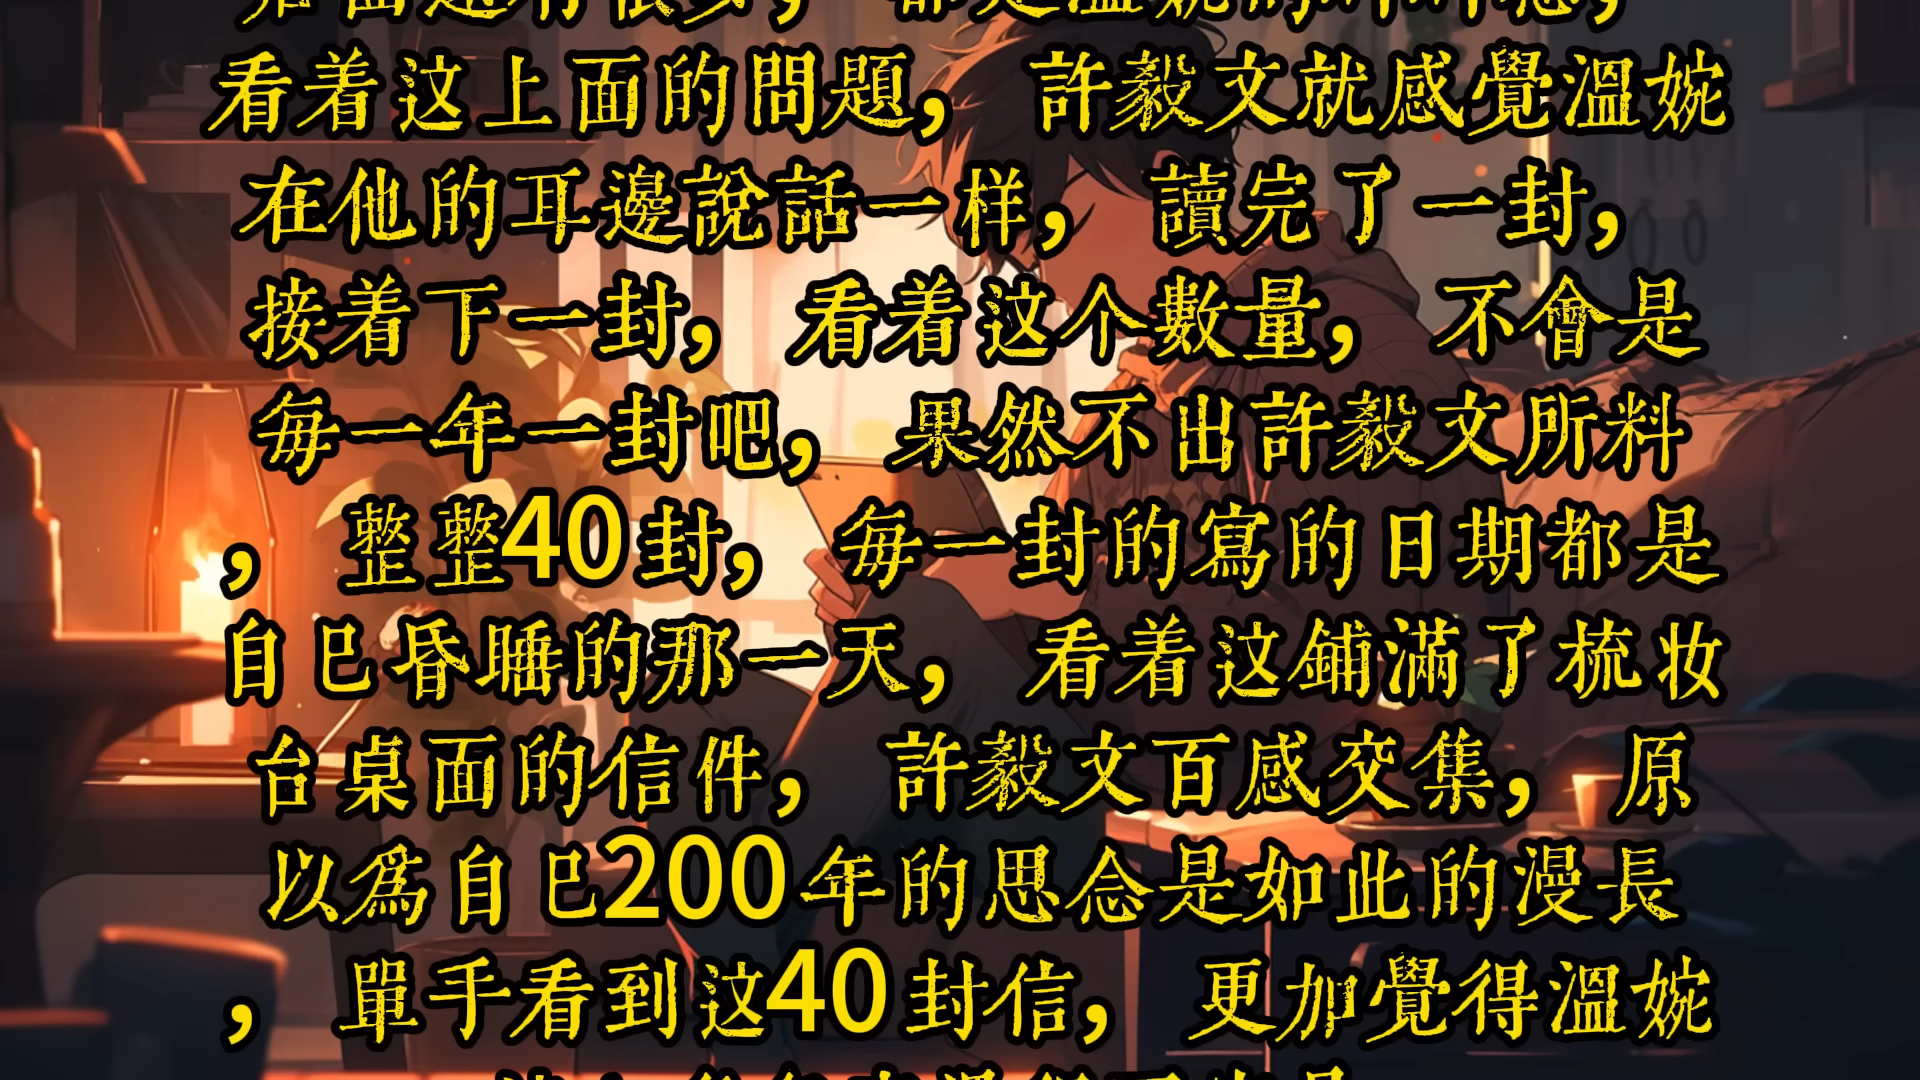 看着这上面的問題， 許毅文就感覺溫婉
在他的耳邊說話一样， 讀完了一封，
接着下一封， 看着这个數量， 不會是
每一年一封吧， 果然不出許毅文所料
， 整整40封， 每一封的寫的日期都是
自已昏睡的那一天， 看着这鋪滿了梳妆
台桌面的信件， 許毅文百感交集， 原
以爲自已200年的思念是如此的漫長
， 單手看到这40封信， 更加覺得溫婉